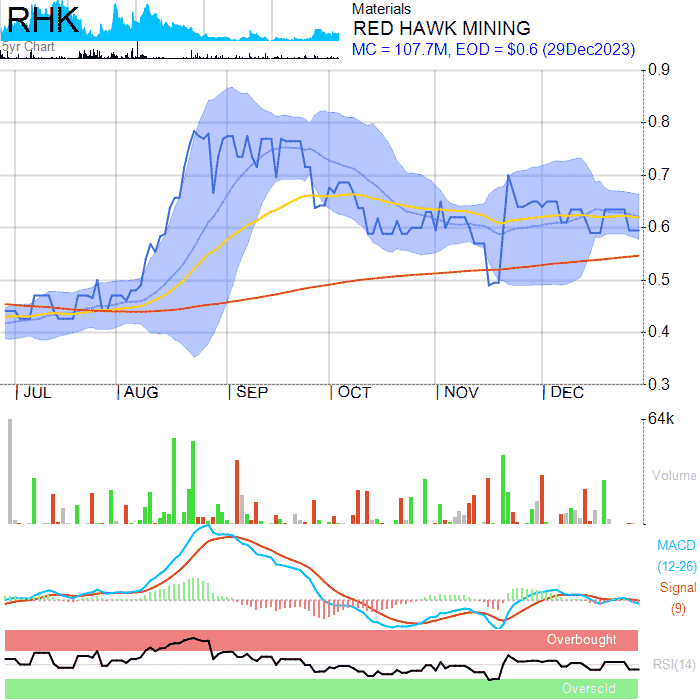 RHK
5yr Chart
Materials
RED HAWK MINING
MC = 107.7M, EOD = $0.6 (29Dec2023)
0.9
0.8
0.7
0.6
0.5
0.4
0.3
JUL AUG SEP OCT NOV DEC
64k
Volume
MACD
(12-26)
Signal
(9)
Overbought
RSI(14)
Oversold